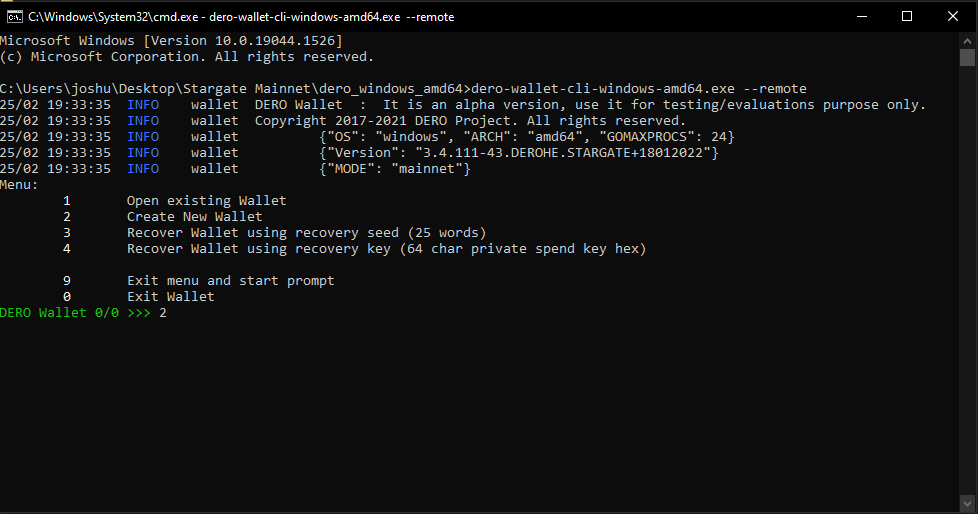 C:\Windows\System32\cmd.exe - dero-wallet-cli-windows-amd64.exe --remote
Microsoft Windows [Version 10.0.19044.1526]
(c) Microsoft Corporation. All rights reserved.
C:\Users\joshu\Desktop\Stargate Mainnet\dero_windows_amd64>dero-wallet-cli-windows-amd64.exe --remote
25/02 19:33:35  INFO    wallet  DERO Wallet  :  It is an alpha version, use it for testing/evaluations purpose only.
25/02 19:33:35  INFO    wallet  Copyright 2017-2021 DERO Project. All rights reserved.
25/02 19:33:35  INFO    wallet          {"OS": "windows", "ARCH": "amd64", "GOMAXPROCS": 24}
25/02 19:33:35  INFO    wallet          {"Version": "3.4.111-43.DEROHE.STARGATE+18012022"}
25/02 19:33:35  INFO    wallet          {"MODE": "mainnet"}
Menu:
1       Open existing Wallet
2       Create New Wallet
3       Recover Wallet using recovery seed (25 words)
4       Recover Wallet using recovery key (64 char private spend key hex)
9       Exit menu and start prompt
0       Exit Wallet
DERO Wallet 0/0 >>> 2